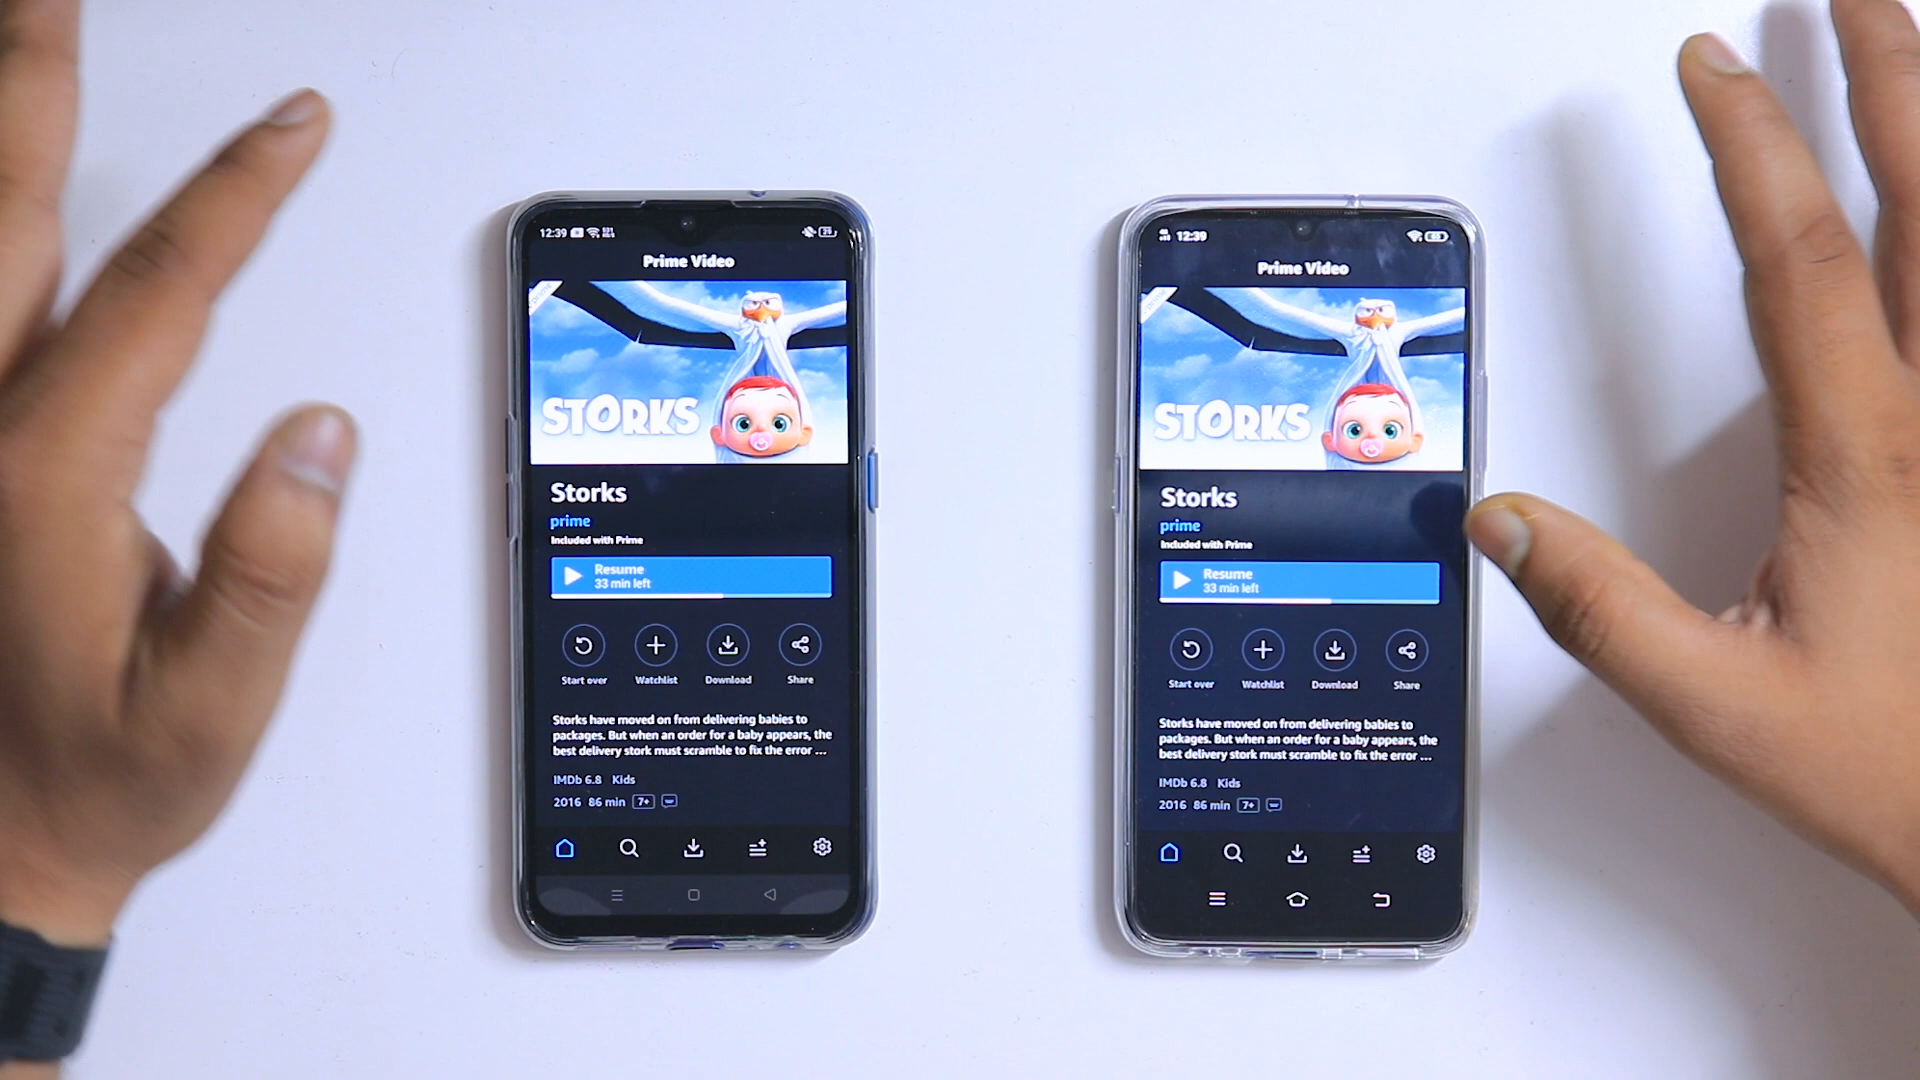 12:39
Prime Video
prime
STORKS
Storks
prime
Included with Prime
Resume
33 min left
Start over
Watchlist
Download
Share
Storks have moved on from delivering babies to
packages. But when an order for a baby appears, the
best delivery stork must scramble to fix the error ...
IMDb 6.8 Kids
2016 86 min 7+
12:39
Prime Video
STORKS
Storks
prime
Included with Prime
Resume
33 min left
Start over
Watchlist
Download
Share
Storks have moved on from delivering babies to
packages. But when an order for a baby appears, the
best delivery stork must scramble to fix the error ...
IMDb 6.8 Kids
2016 86 min 7+